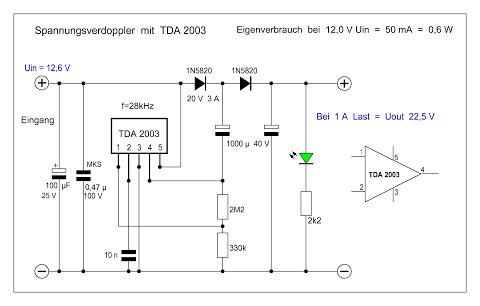 Spannungsverdoppler mit TDA 2003
Eigenverbrauch bei 12,0 V Uin = 50 mA = 0,6 W
Uin = 12,6 V
1N5820
1N5820
20 V 3 A
f=28kHz
Eingang
TDA 2003
1 2 3 4 5
Bei 1 A Last = Uout 22,5 V
1000 µ
40 V
MKS
+
100 µF
25 V
0,47 µ
100 V
2M2
2k2
10 n
330k
1
2
3
4
5
TDA 2003